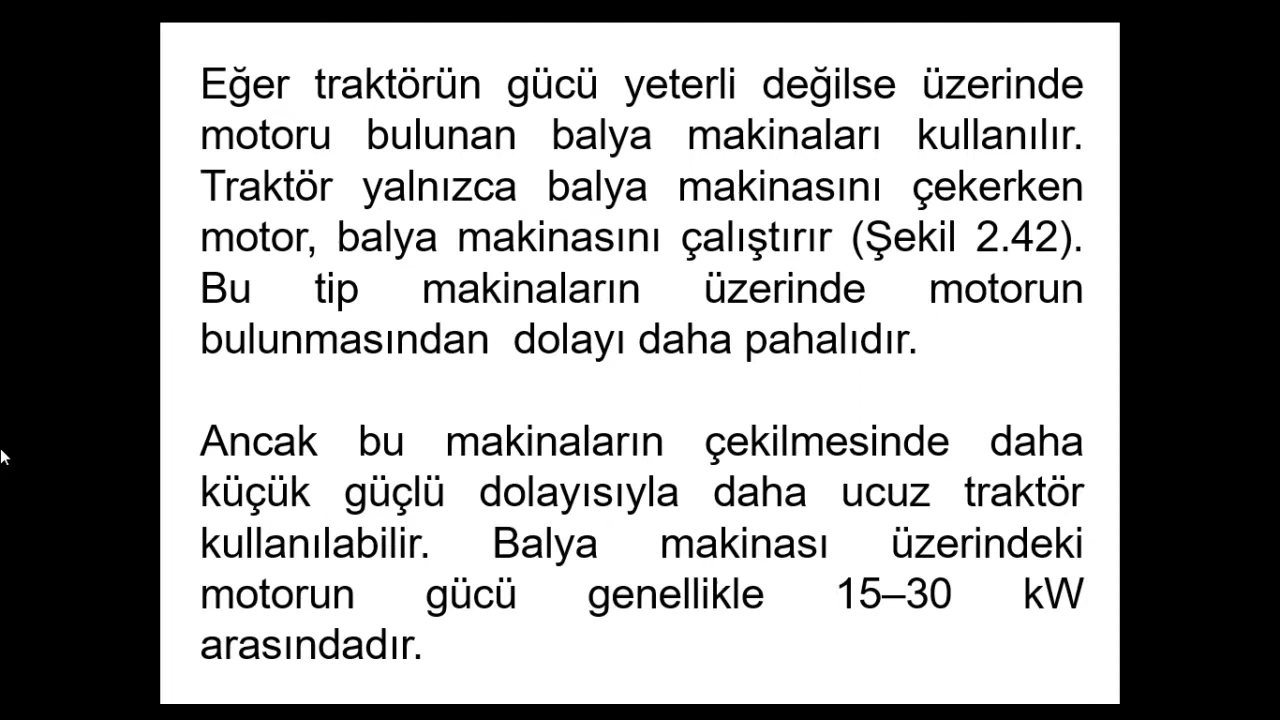 Eğer traktörün gücü yeterli değilse üzerinde
motoru bulunan balya makinaları kullanılır.
Traktör yalnızca balya makinasını çekerken
motor, balya makinasını çalıştırır (Şekil 2.42).
Bu tip makinaların üzerinde motorun
bulunmasından dolayı daha pahalıdır.
Ancak bu makinaların çekilmesinde daha
küçük güçlü dolayısıyla daha ucuz traktör
kullanılabilir. Balya makinası üzerindeki
motorun gücü genellikle 15–30 kW
arasındadır.